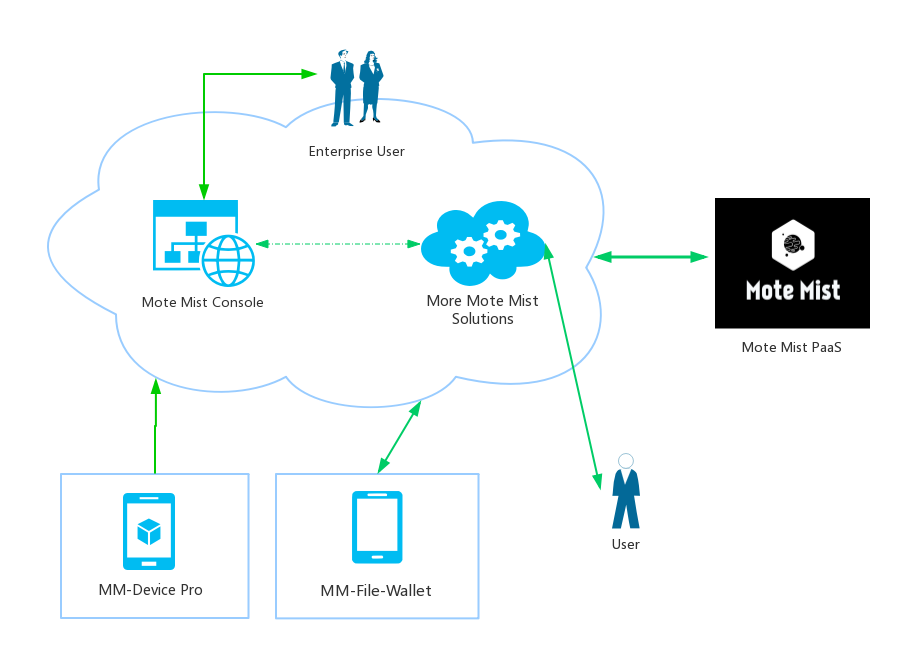 Enterprise User
Mote Mist Console
More Mote Mist
Solutions
Mote Mist
Mote Mist PaaS
User
MM-Device Pro
MM-File-Wallet